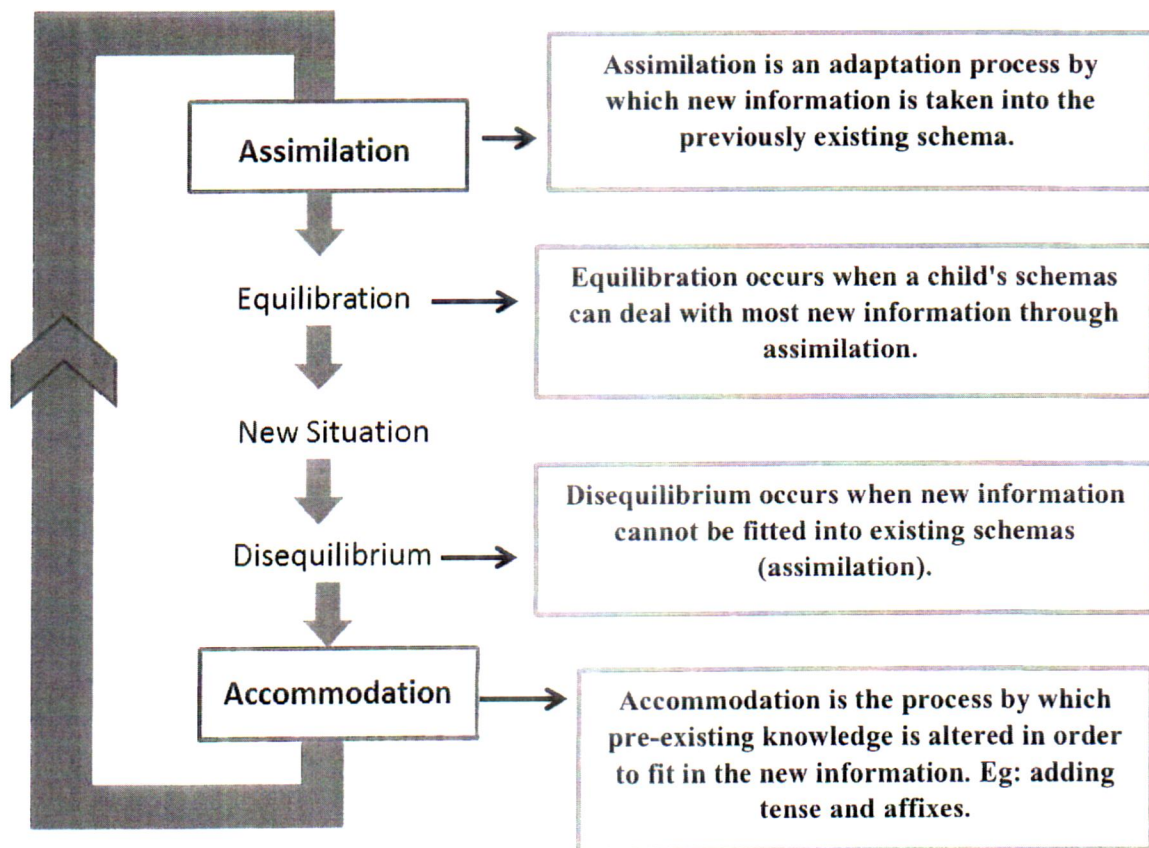 Assimilation
Assimilation is an adaptation process by
which new information is taken into the
previously existing schema.
Equilibration
Equilibration occurs when a child's schemas
can deal with most new information through
assimilation.
New Situation
Disequilibrium
Disequilibrium occurs when new information
cannot be fitted into existing schemas
(assimilation).
Accommodation
Accommodation is the process by which
pre-existing knowledge is altered in order
to fit in the new information. Eg: adding
tense and affixes.